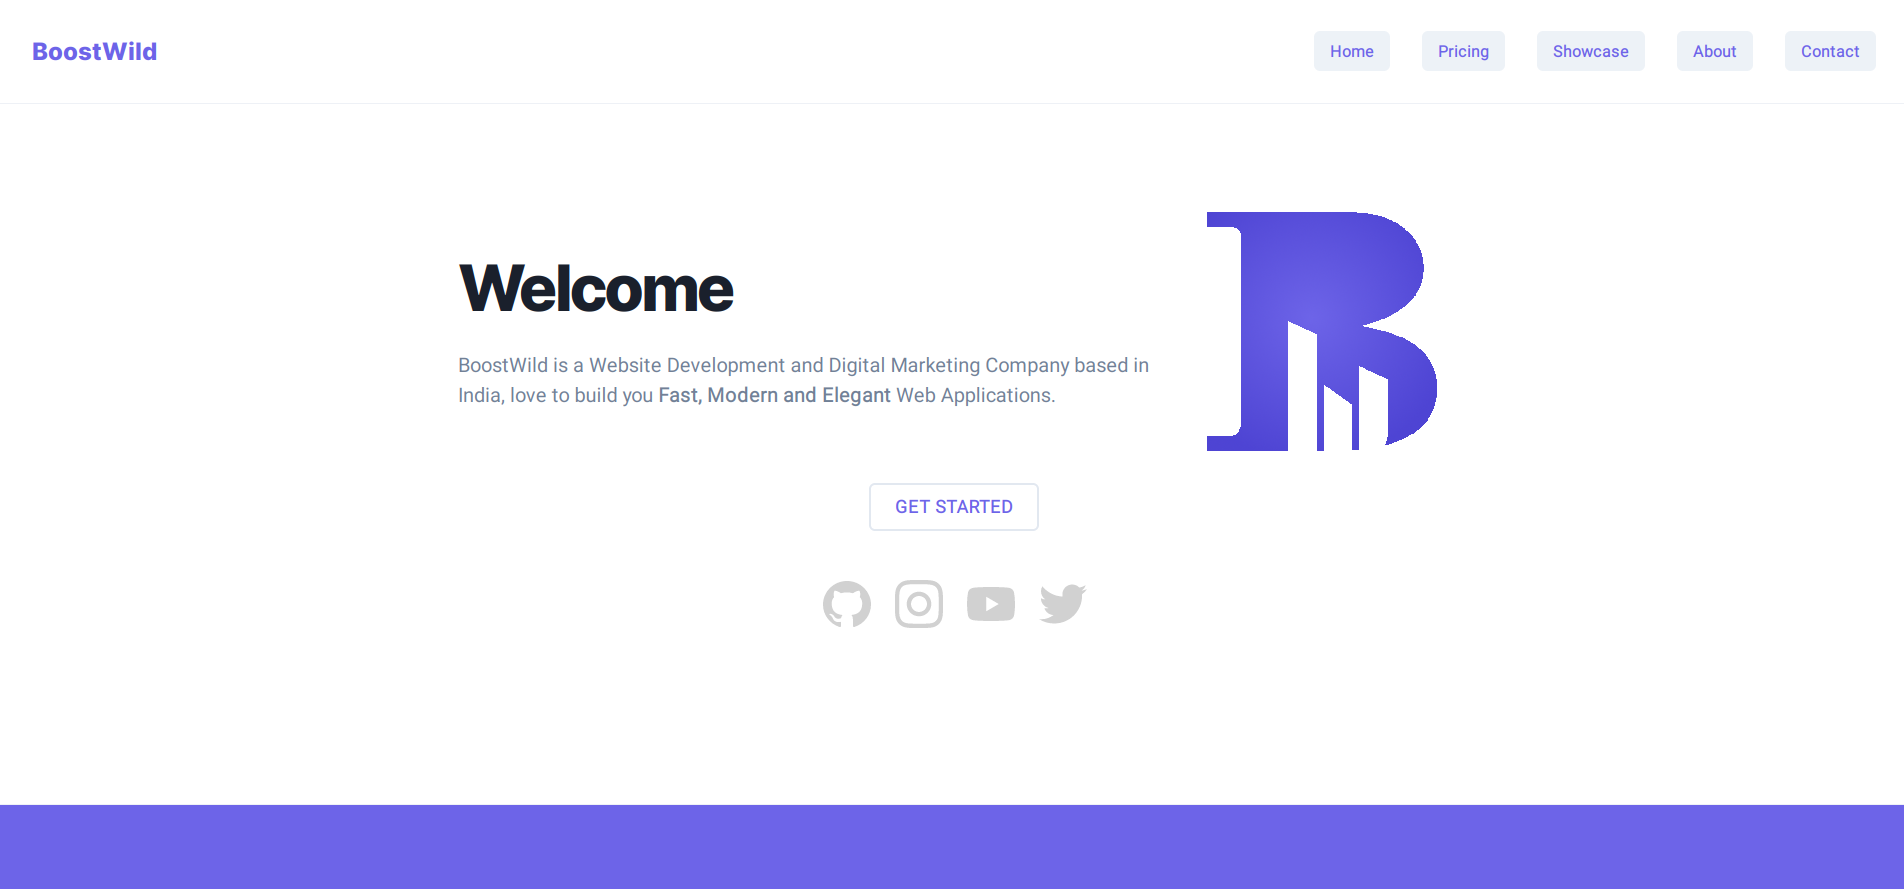 BoostWild
Home
Pricing
Showcase
About
Contact
Welcome
BoostWild is a Website Development and Digital Marketing Company based in
India, love to build you Fast, Modern and Elegant Web Applications.
GET STARTED